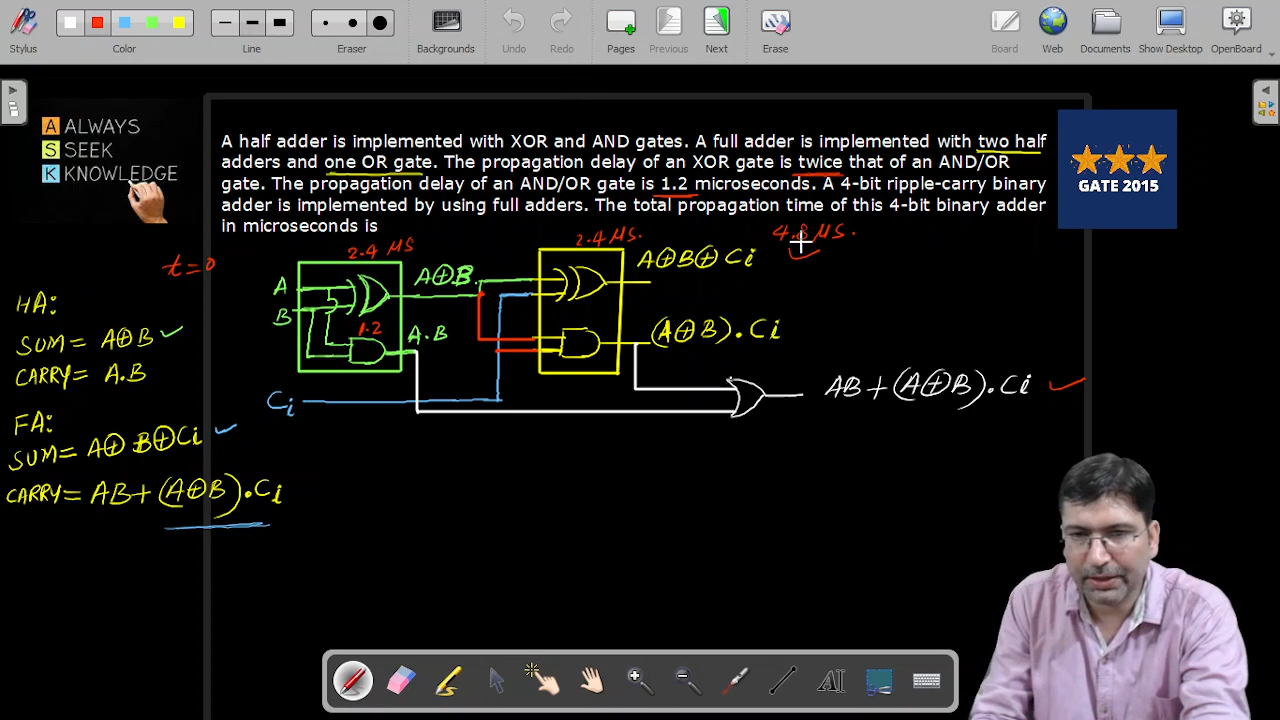 Stylus
Color
Line
Eraser
Backgrounds
Undo
Redo
Pages
Previous
Next
Erase
Board
Web
Documents
Show Desktop
OpenBoard
A ALWAYS
S SEEK
K KNOWLEDGE
A half adder is implemented with XOR and AND gates. A full adder is implemented with two half
adders and one OR gate. The propagation delay of an XOR gate is twice that of an AND/OR
gate. The propagation delay of an AND/OR gate is 1.2 microseconds. A 4-bit ripple-carry binary
adder is implemented by using full adders. The total propagation time of this 4-bit binary adder
in microseconds is
GATE 2015
4.8 μS.
t=0
2.4 μS
2.4 μS.
A
B
A⊕B
1.2
A.B
A⊕B⊕Ci
(A⊕B).Ci
Ci
AB+(A⊕B).Ci
HA:
SUM= A⊕B
CARRY= A.B
FA:
SUM= A⊕B⊕Ci
CARRY= AB+(A⊕B).Ci